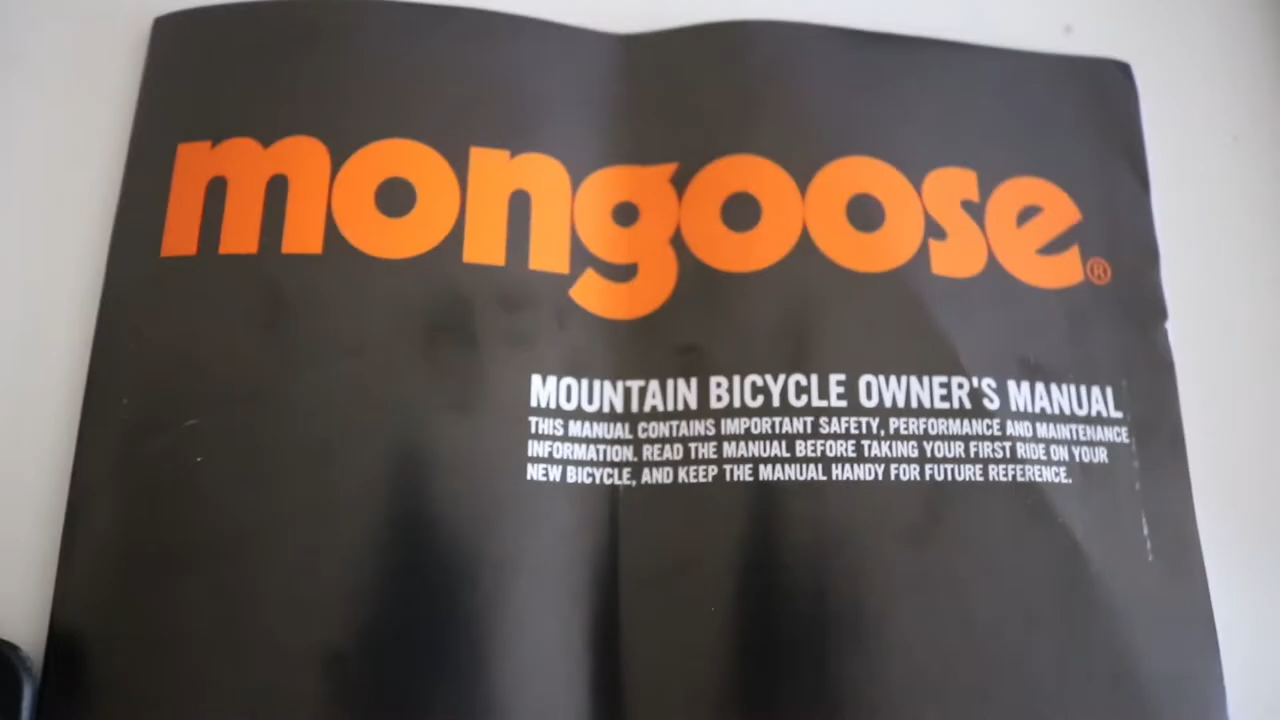 mongoose®
MOUNTAIN BICYCLE OWNER'S MANUAL
THIS MANUAL CONTAINS IMPORTANT SAFETY, PERFORMANCE AND MAINTENANCE
INFORMATION. READ THE MANUAL BEFORE TAKING YOUR FIRST RIDE ON YOUR
NEW BICYCLE, AND KEEP THE MANUAL HANDY FOR FUTURE REFERENCE.